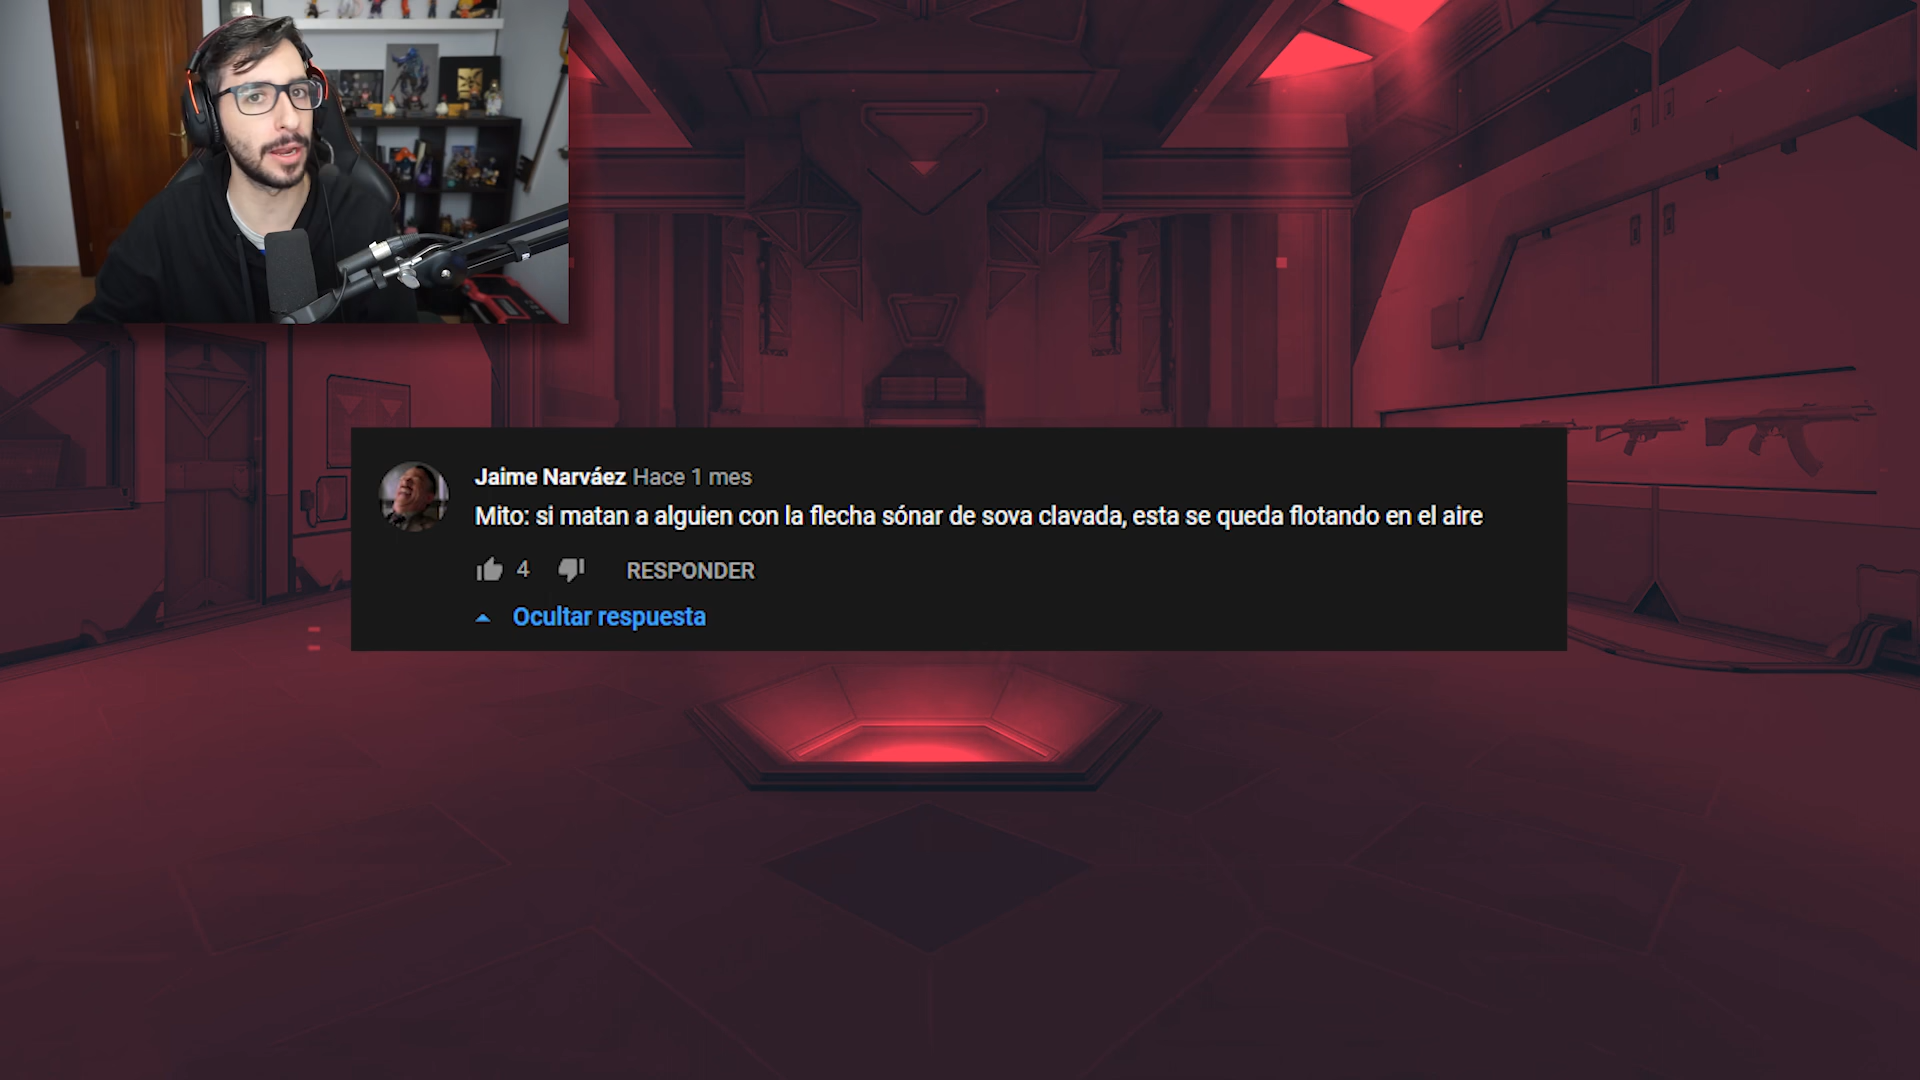 Jaime Narváez Hace 1 mes
Mito: si matan a alguien con la flecha sónar de sova clavada, esta se queda flotando en el aire
4 RESPONDER
Ocultar respuesta